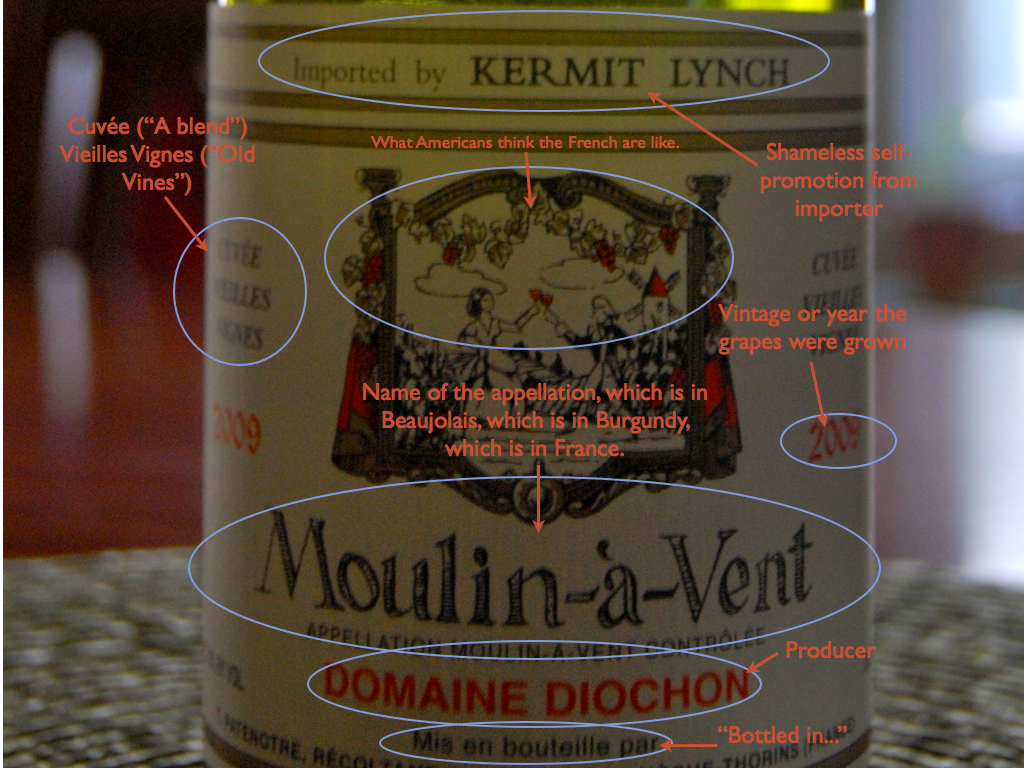 Imported by KERMIT LYNCH
Cuvée (“A blend”)
Vieilles Vignes (“Old
Vines”)
What Americans think the French are like.
Shameless self-
promotion from
importer
CUVÉE
VIEILLES
VIGNES
2009
CUVÉE
VIEILLES
VIGNES
Vintage or year the
grapes were grown
2009
Name of the appellation, which is in
Beaujolais, which is in Burgundy,
which is in France.
Moulin-à-Vent
APPELLATION MOULIN-A-VENT CONTRÔLÉE
Producer
DOMAINE DIOCHON
“Bottled in...”
Mis en bouteille par
PATENOTRE, THORINS